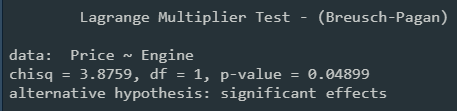 Lagrange Multiplier Test - (Breusch-Pagan)
data:  Price ~ Engine
chisq = 3.8759, df = 1, p-value = 0.04899
alternative hypothesis: significant effects